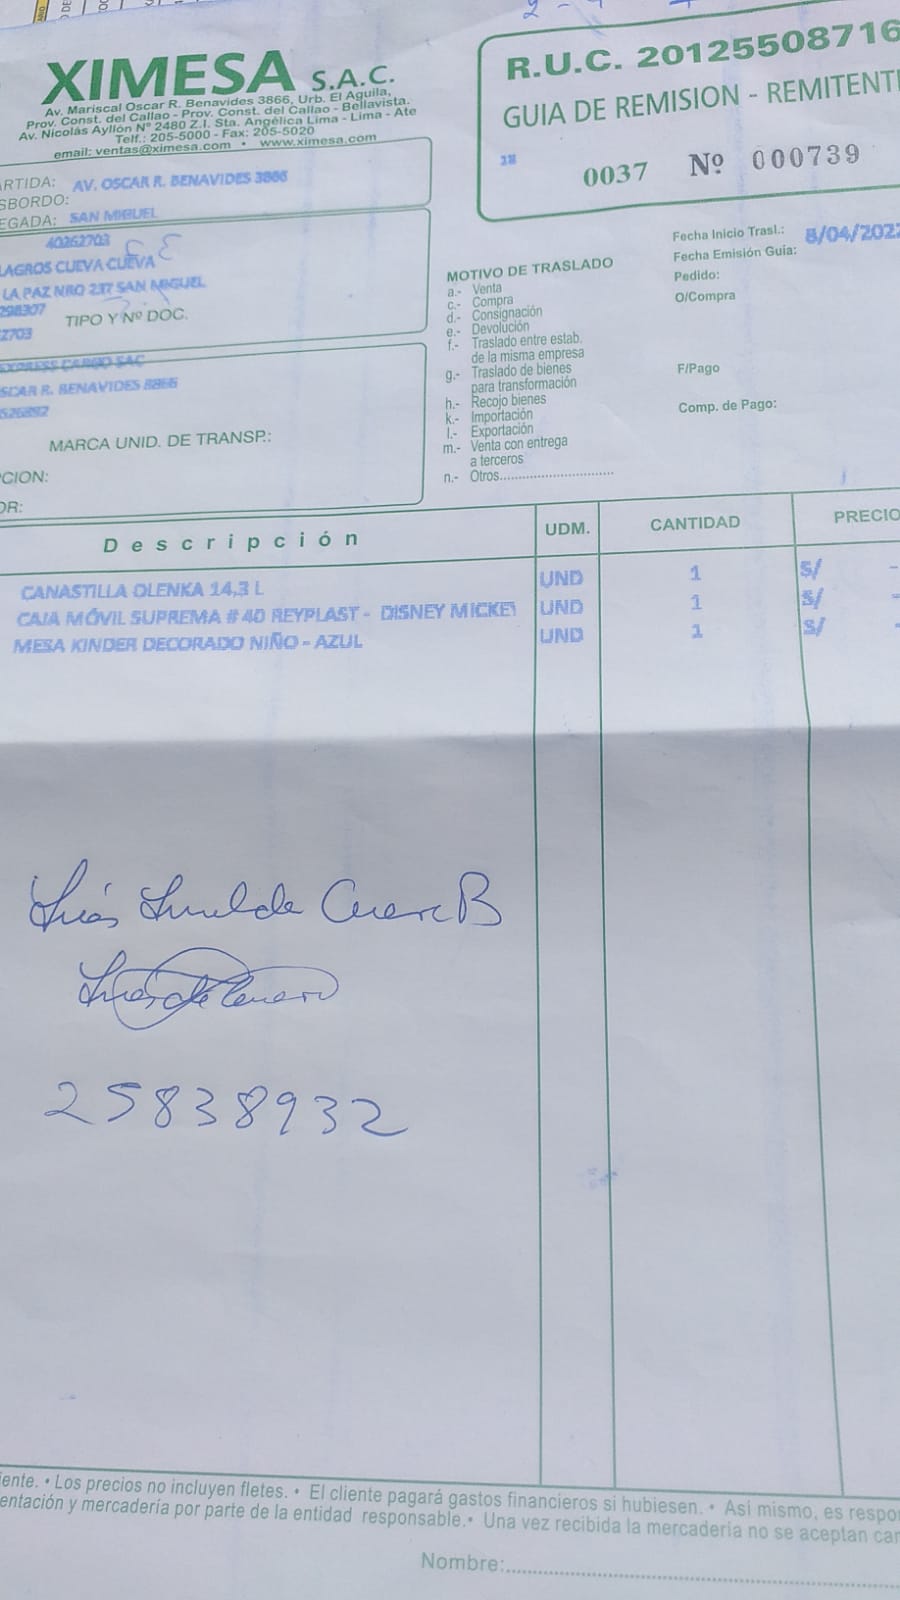 XIMESA S.A.C.
Av. Mariscal Oscar R. Benavides 3866, Urb. El Aguila,
Prov. Const. del Callao - Prov. Const. del Callao - Bellavista.
Av. Nicolás Ayllón Nº 2480 Z.I. Sta. Angélica Lima - Lima - Ate
Telf.: 205-5000 - Fax: 205-5020
email: ventas@ximesa.com • www.ximesa.com
R.U.C. 20125508716
GUIA DE REMISION - REMITENTE
0037 Nº 000739
ARTIDA: AV. OSCAR R. BENAVIDES 3866
SBORDO:
EGADA: SAN MIGUEL
40262703
LAGROS CUEVA CUEVA
LA PAZ NRO 217 SAN MIGUEL
298307
TIPO Y Nº DOC.
2703
EXPRESS CARGO SAC
SCAR R. BENAVIDES 3866
526892
MARCA UNID. DE TRANSP.:
CION:
OR:
MOTIVO DE TRASLADO
a.- Venta
c.- Compra
d.- Consignación
e.- Devolución
f.- Traslado entre estab.
de la misma empresa
g.- Traslado de bienes
para transformación
h.- Recojo bienes
k.- Importación
l.- Exportación
m.- Venta con entrega
a terceros
n.- Otros..............................
Fecha Inicio Trasl.:
Fecha Emisión Guia: 8/04/2022
Pedido:
O/Compra
F/Pago
Comp. de Pago:
Descripción UDM. CANTIDAD PRECIO
CANASTILLA OLENKA 14,3 L UND 1 S/ -
CAJA MÓVIL SUPREMA # 40 REYPLAST - DISNEY MICKEY UND 1 S/ -
MESA KINDER DECORADO NIÑO - AZUL UND 1 S/ -
25838932
iente. • Los precios no incluyen fletes. • El cliente pagará gastos financieros si hubiesen. • Asi mismo, es respo
entación y mercadería por parte de la entidad responsable. • Una vez recibida la mercaderia no se aceptan car
Nombre:..............................